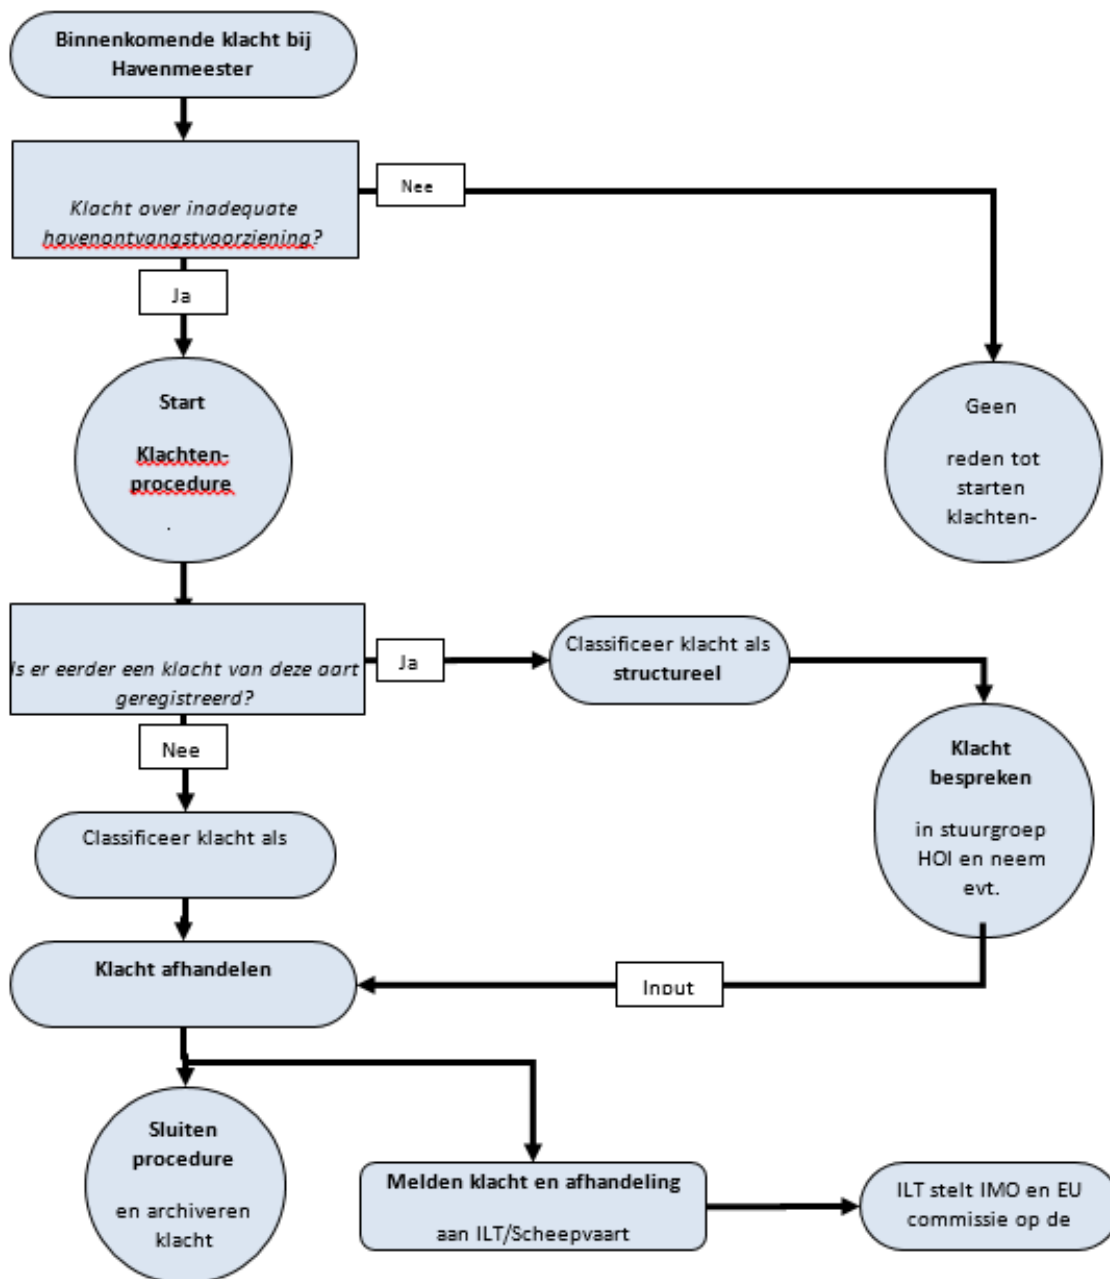 Binnenkomende klacht bij
Havenmeester
Klacht over inadequate
havenontvangstvoorziening?
Nee
Ja
Start
Klachten-
procedure
.
Geen
reden tot
starten
klachten-
Is er eerder een klacht van deze aart
geregistreerd?
Ja
Classificeer klacht als
structureel
Nee
Klacht
bespreken
in stuurgroep
HOI en neem
evt.
Classificeer klacht als
Klacht afhandelen
Input
Sluiten
procedure
en archiveren
klacht
Melden klacht en afhandeling
aan ILT/Scheepvaart
ILT stelt IMO en EU
commissie op de